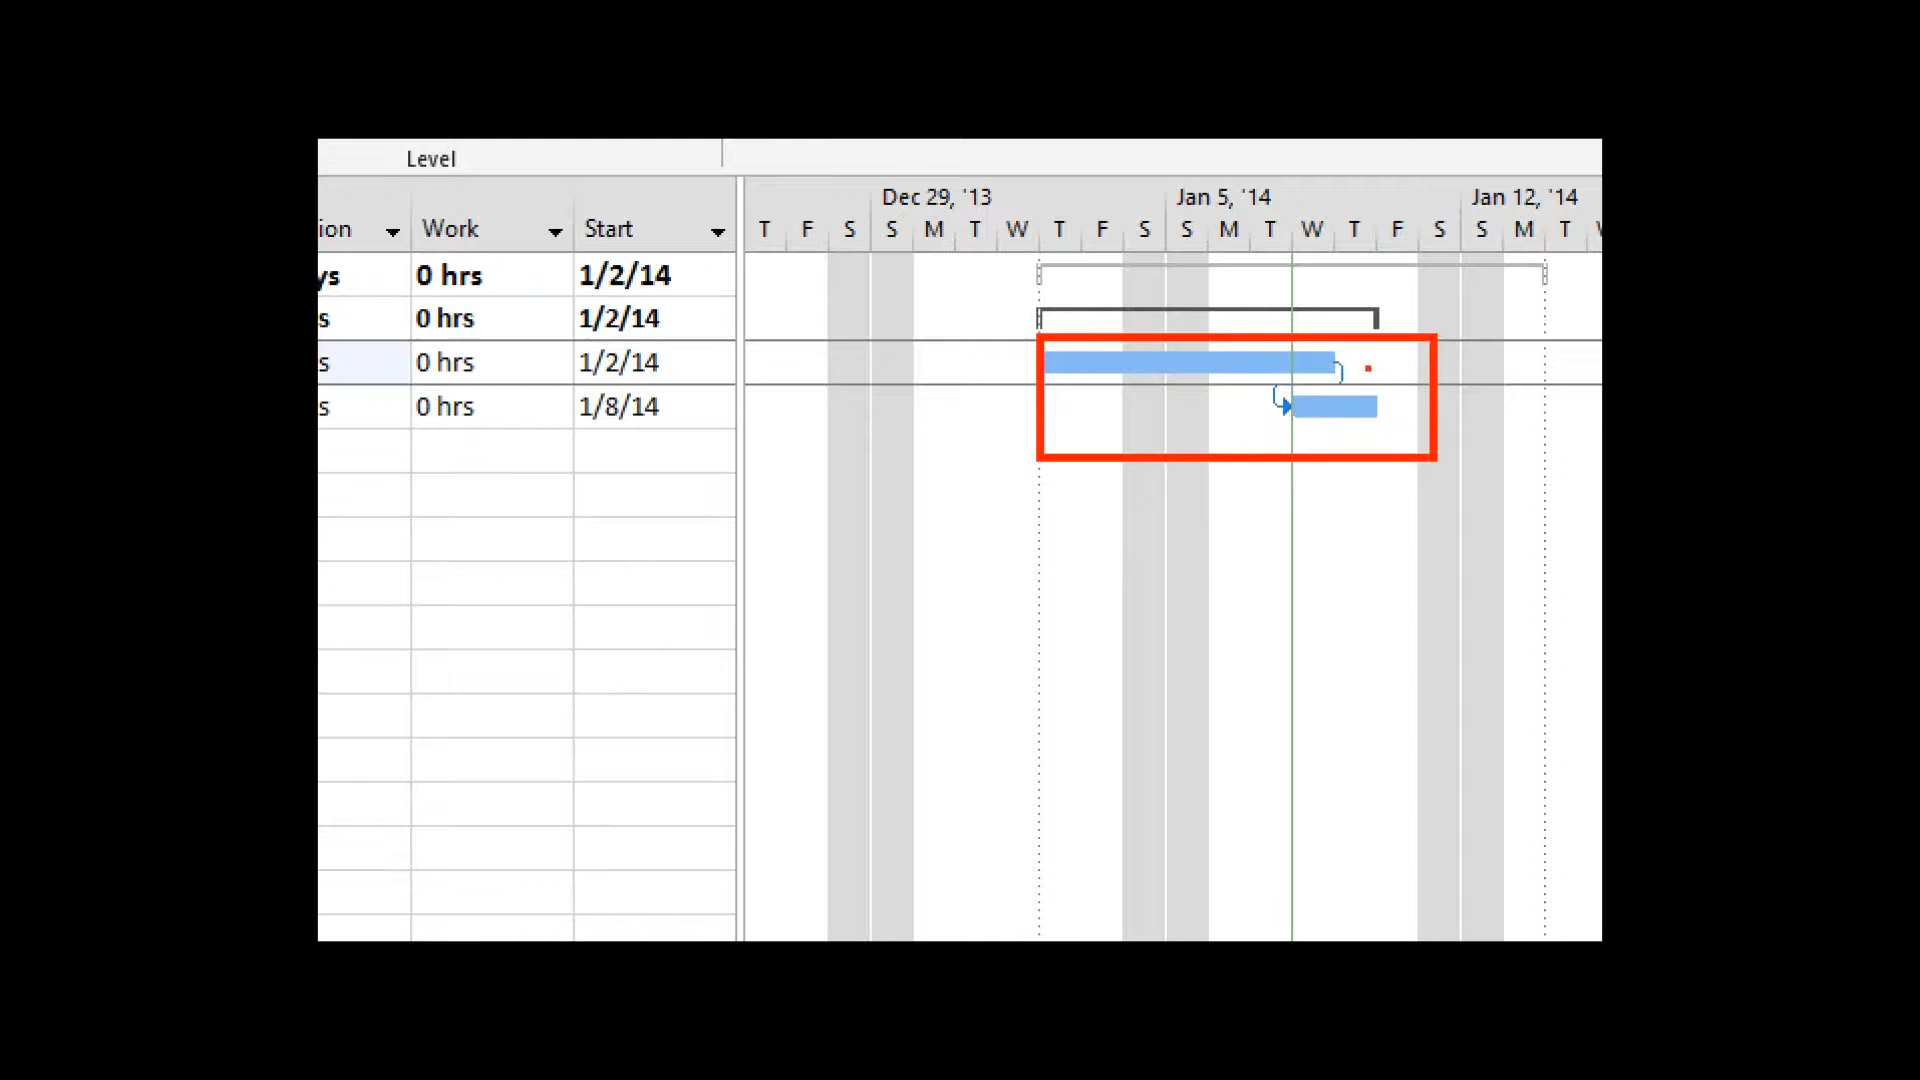 Level
Dec 29, '13 Jan 5, '14 Jan 12, '14
ion Work Start T F S S M T W T F S S M T W T F S S M T
ys 0 hrs 1/2/14
s 0 hrs 1/2/14
s 0 hrs 1/2/14
s 0 hrs 1/8/14